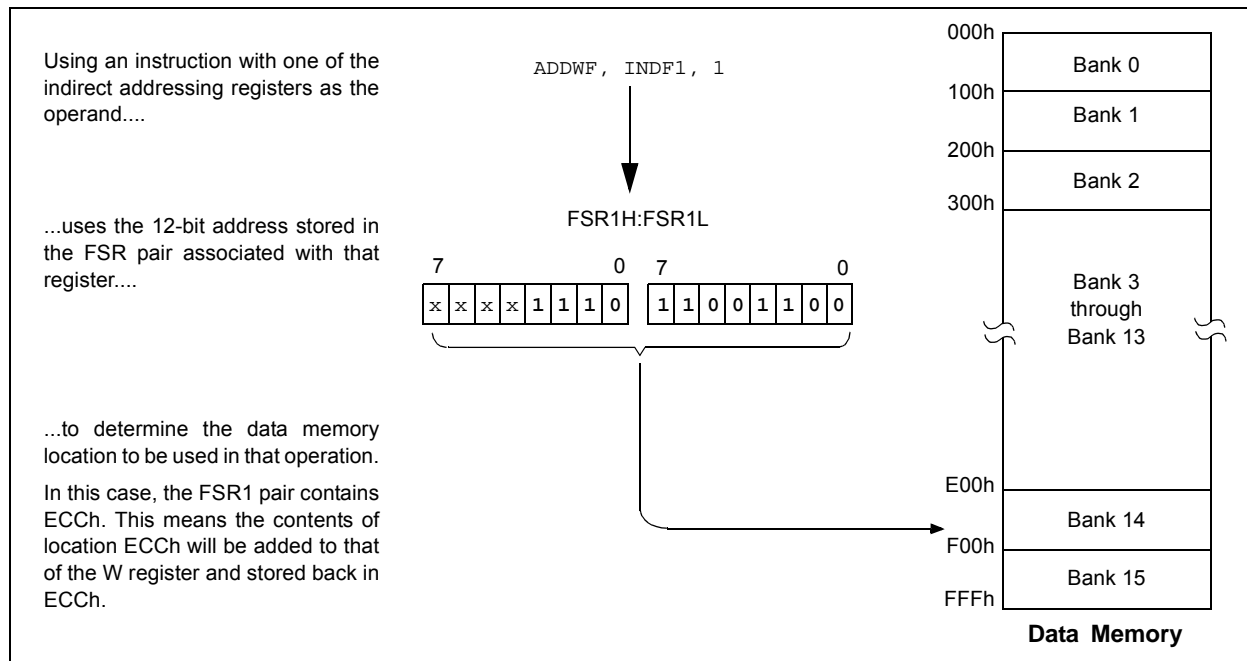 Using an instruction with one of the
indirect addressing registers as the
operand....
ADDWF, INDF1, 1
...uses the 12-bit address stored in
the FSR pair associated with that
register....
FSR1H:FSR1L
7 0 7 0
x x x x 1 1 1 0 1 1 0 0 1 1 0 0
...to determine the data memory
location to be used in that operation.
In this case, the FSR1 pair contains
ECCh. This means the contents of
location ECCh will be added to that
of the W register and stored back in
ECCh.
000h
Bank 0
100h
Bank 1
200h
Bank 2
300h
Bank 3
through
Bank 13
E00h
Bank 14
F00h
Bank 15
FFFh
Data Memory